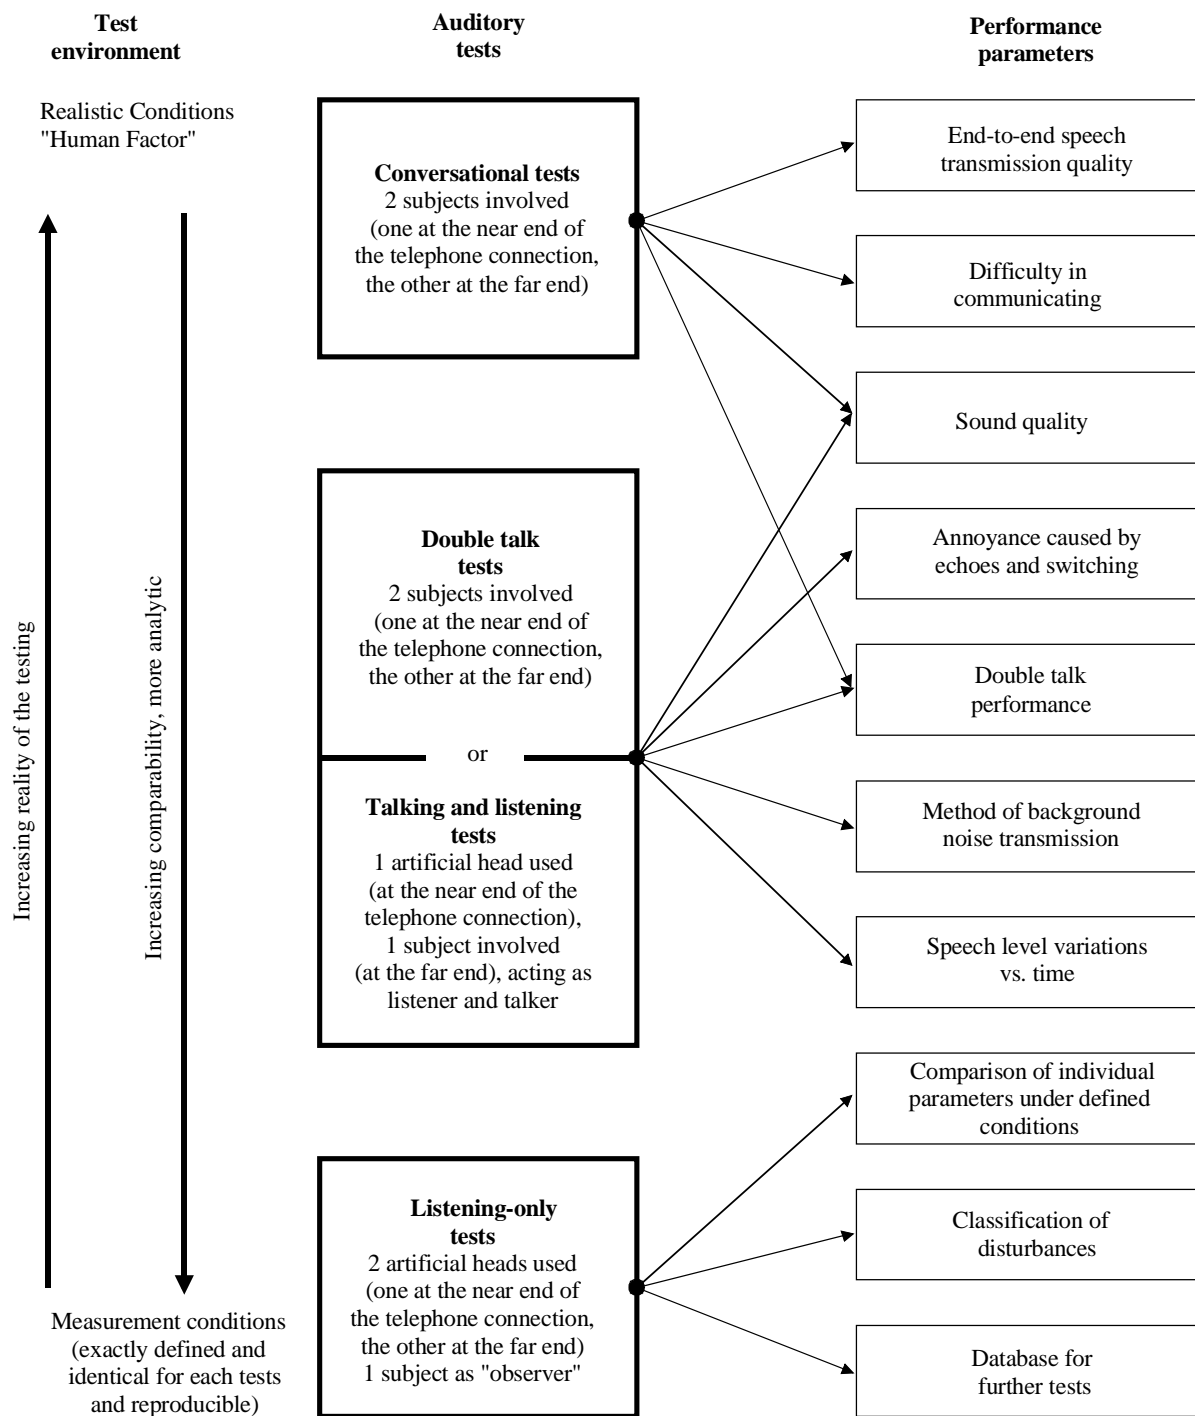 Test
environment
Auditory
tests
Performance
parameters
Realistic Conditions
"Human Factor"
Increasing reality of the testing
Increasing comparability, more analytic
Measurement conditions
(exactly defined and
identical for each tests
and reproducible)
Conversational tests
2 subjects involved
(one at the near end of
the telephone connection,
the other at the far end)
Double talk
tests
2 subjects involved
(one at the near end of
the telephone connection,
the other at the far end)
or
Talking and listening
tests
1 artificial head used
(at the near end of the
telephone connection),
1 subject involved
(at the far end), acting as
listener and talker
Listening-only
tests
2 artificial heads used
(one at the near end of
the telephone connection,
the other at the far end)
1 subject as "observer"
End-to-end speech
transmission quality
Difficulty in
communicating
Sound quality
Annoyance caused by
echoes and switching
Double talk
performance
Method of background
noise transmission
Speech level variations
vs. time
Comparison of individual
parameters under defined
conditions
Classification of
disturbances
Database for
further tests